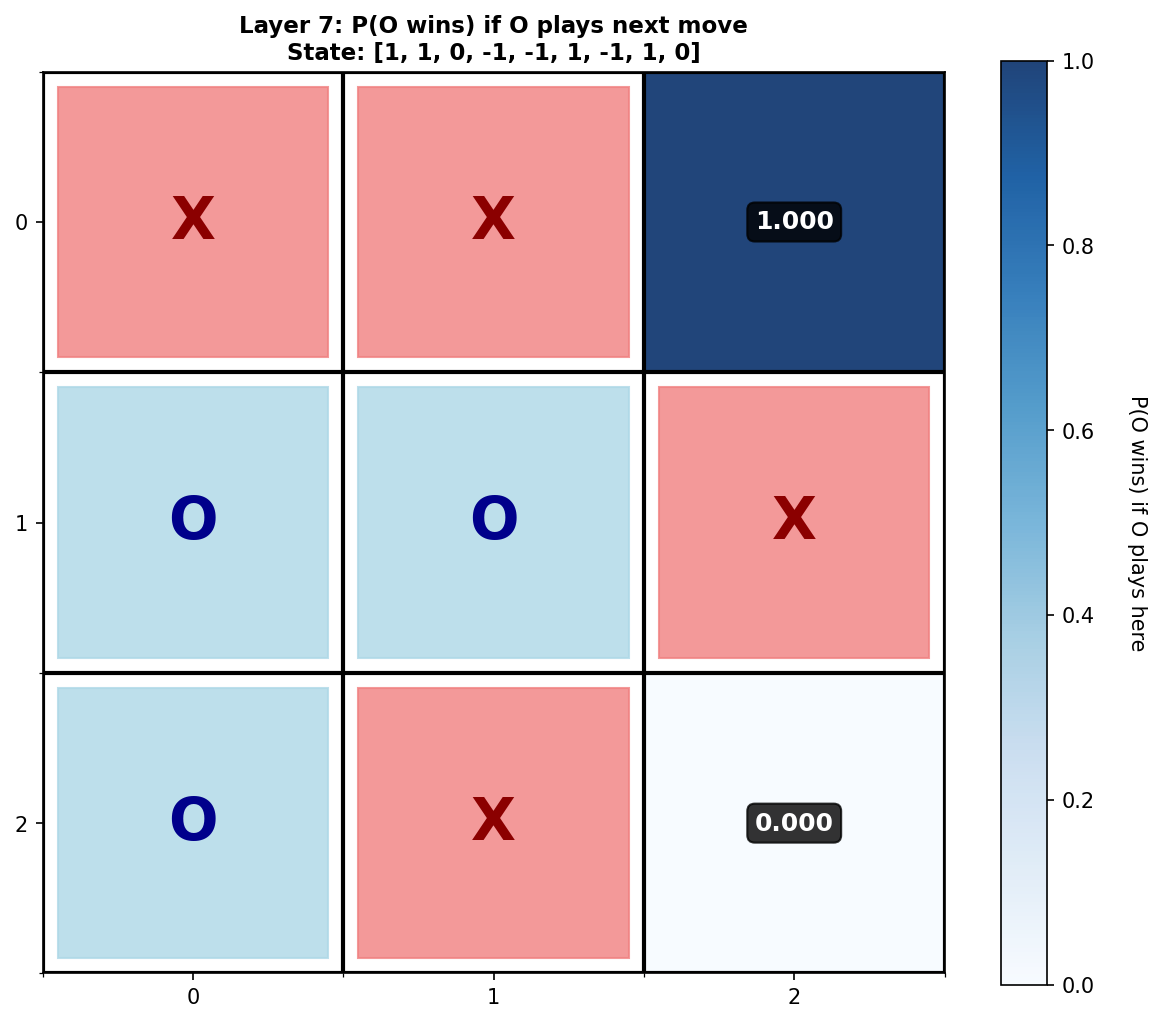 Layer 7: P(O wins) if O plays next move
State: [1, 1, 0, -1, -1, 1, -1, 1, 0]
0
X
X
1.000
1
O
O
X
2
O
X
0.000
0
1
2
1.0
0.8
0.6
0.4
0.2
0.0
P(O wins) if O plays here